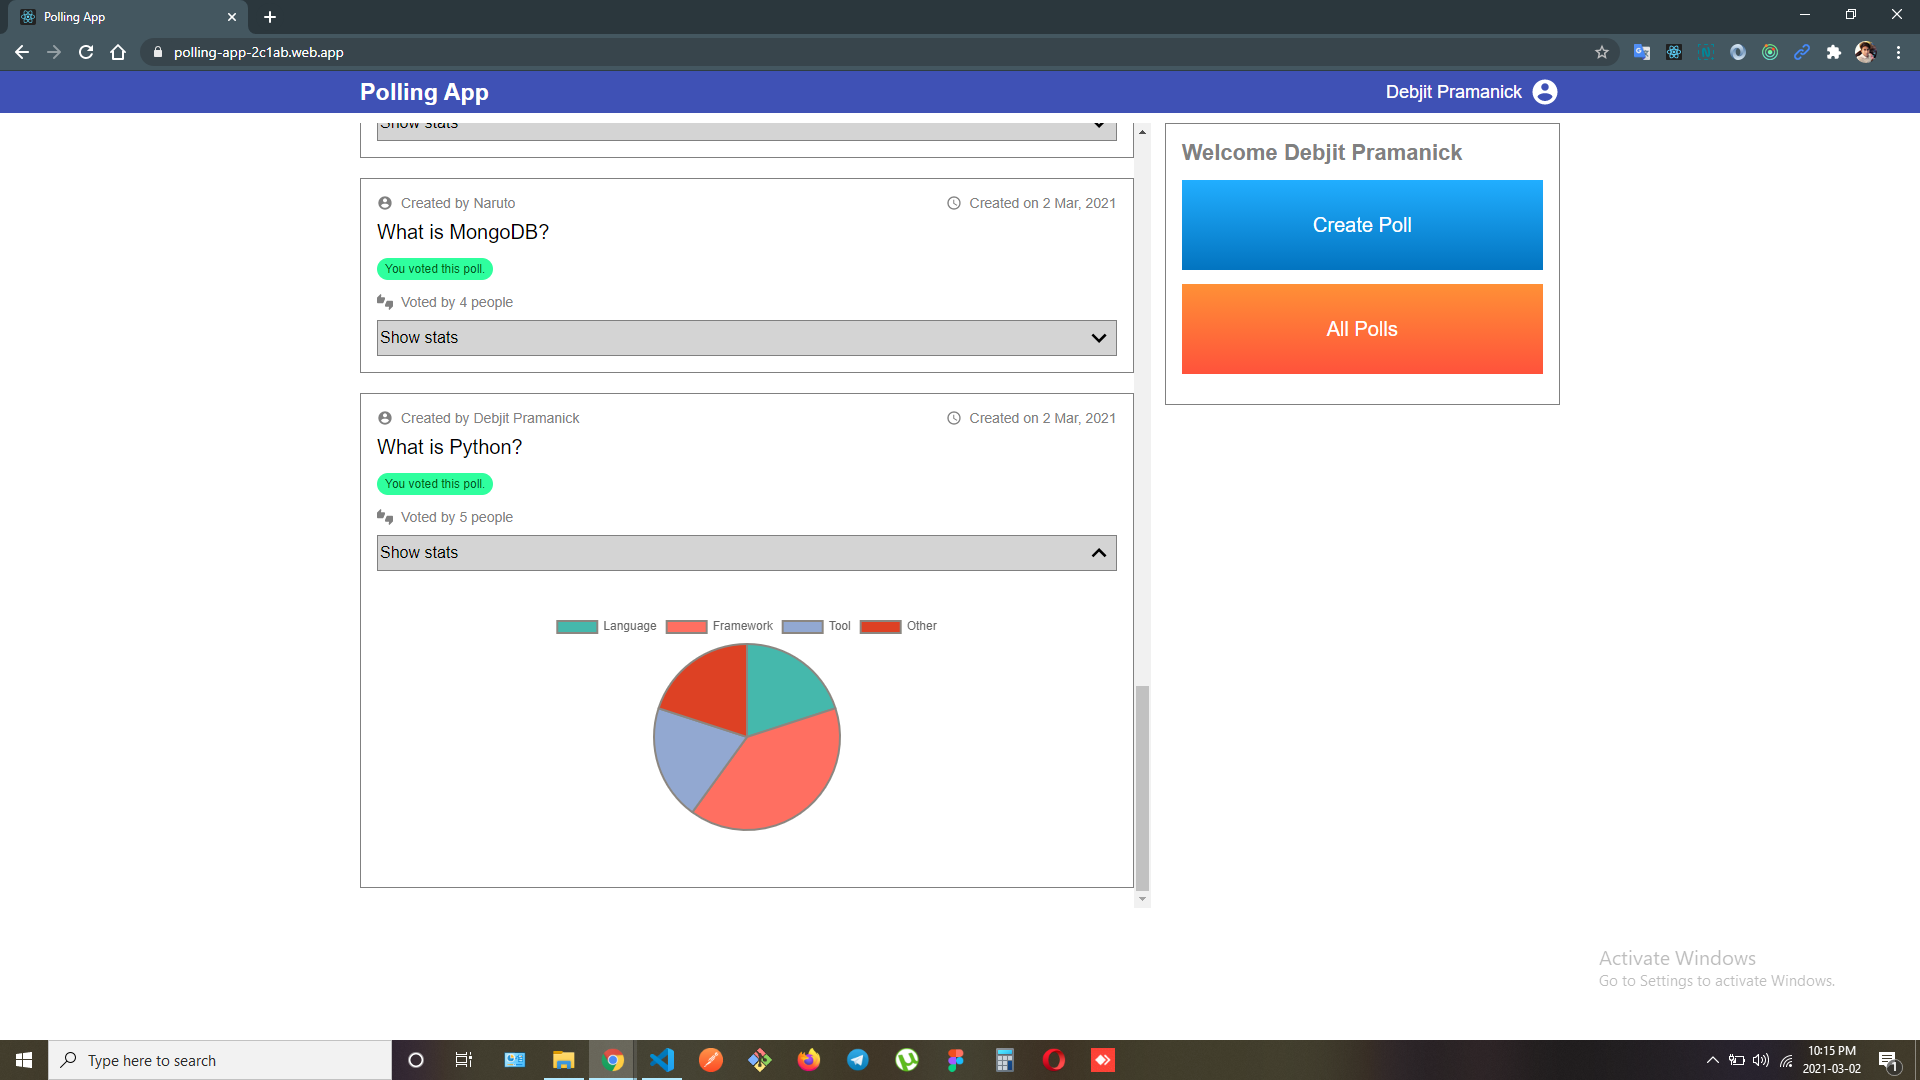 Polling App
polling-app-2c1ab.web.app
Polling App
Debjit Pramanick
Show stats
Created by Naruto
Created on 2 Mar, 2021
What is MongoDB?
You voted this poll.
Voted by 4 people
Show stats
Created by Debjit Pramanick
Created on 2 Mar, 2021
What is Python?
You voted this poll.
Voted by 5 people
Show stats
Language
Framework
Tool
Other
Welcome Debjit Pramanick
Create Poll
All Polls
Activate Windows
Go to Settings to activate Windows.
Type here to search
10:15 PM
2021-03-02
1